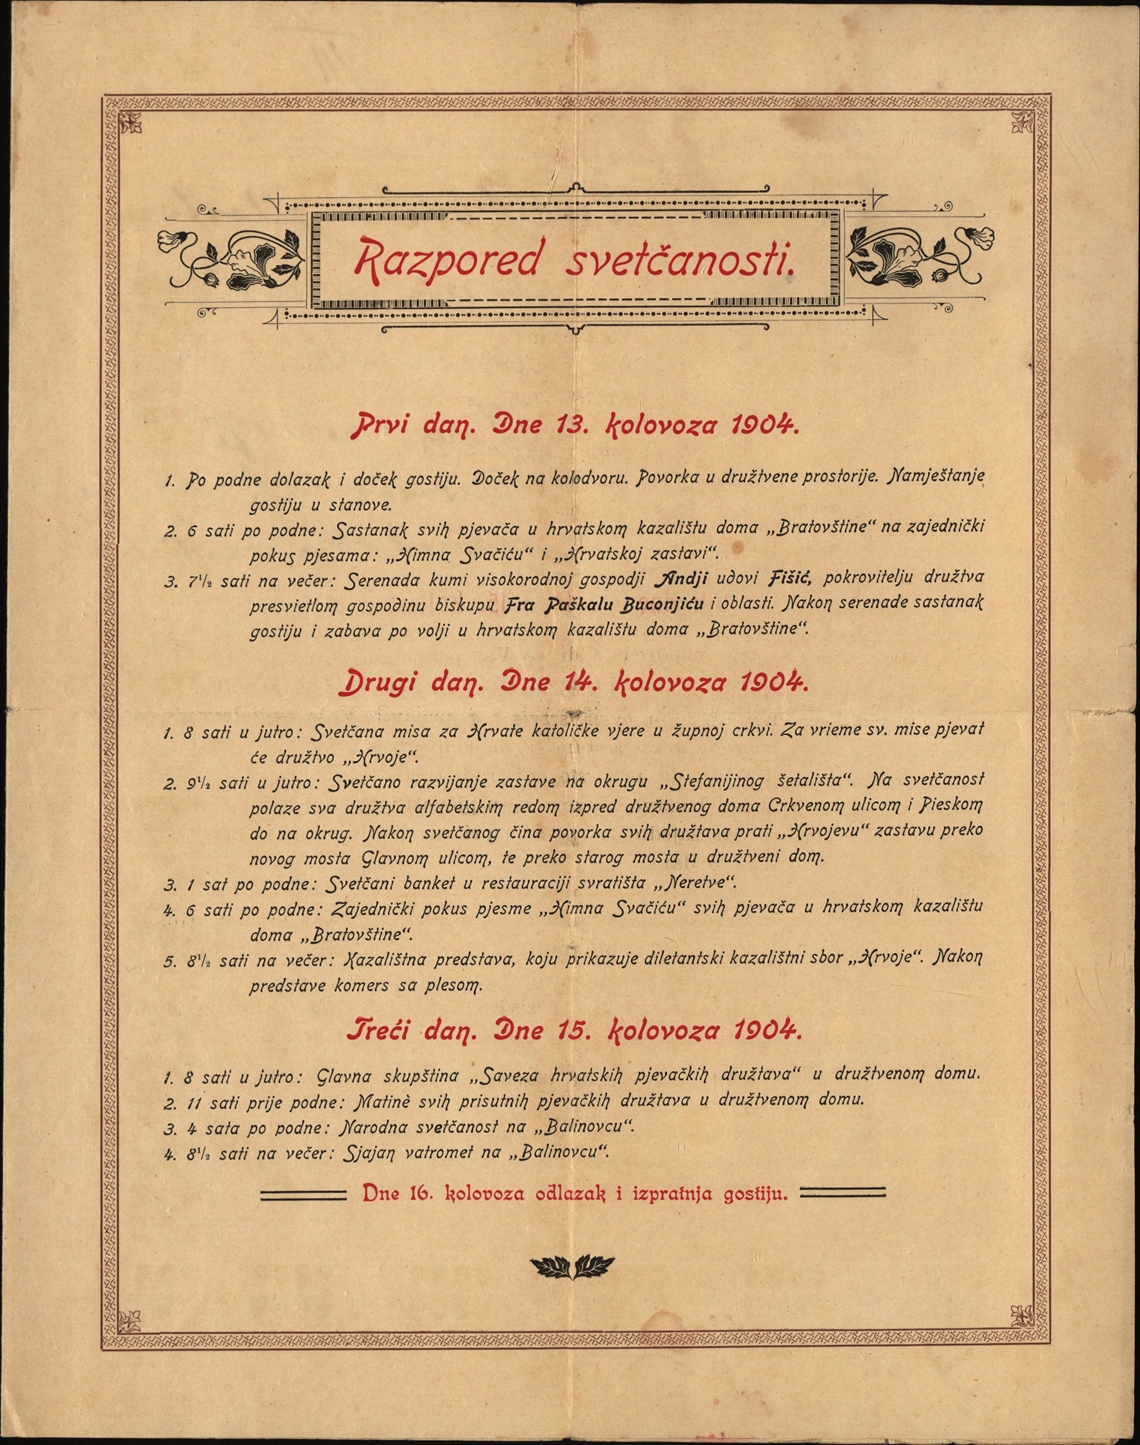 Razpored svetčanosti.
Prvi dan. Dne 13. kolovoza 1904.
1. Po podne dolazak i doček gostiju. Doček na kolodvoru. Povorka u družtvene prostorije. Namještanje
gostiju u stanove.
2. 6 sati po podne: Sastanak svih pjevača u hrvatskom kazalištu doma „Bratovštine“ na zajednički
pokus pjesama: „Himna Svačiću“ i „Hrvatskoj zastavi“.
3. 7½ sati na večer: Serenada kumi visokorodnoj gospodji Andji udovi Fišić, pokrovitelju družtva
presvietlom gospodinu biskupu Fra Paškalu Buconjiću i oblasti. Nakon serenade sastanak
gostiju i zabava po volji u hrvatskom kazalištu doma „Bratovštine“.
Drugi dan. Dne 14. kolovoza 1904.
1. 8 sati u jutro: Svetčana misa za Hrvate katoličke vjere u župnoj crkvi. Za vrieme sv. mise pjevat
će družtvo „Hrvoje“.
2. 9½ sati u jutro: Svetčano razvijanje zastave na okrugu „Stefanijinog šetališta“. Na svetčanost
polaze sva družtva alfabetskim redom izpred družtvenog doma Crkvenom ulicom i Pieskom
do na okrug. Nakon svetčanog čina povorka svih družtava prati „Hrvojevu“ zastavu preko
novog mosta Glavnom ulicom, te preko starog mosta u družtveni dom.
3. 1 sat po podne: Svetčani banket u restauraciji svratišta „Neretve“.
4. 6 sati po podne: Zajednički pokus pjesme „Himna Svačiću“ svih pjevača u hrvatskom kazalištu
doma „Bratovštine“.
5. 8½ sati na večer: Kazalištna predstava, koju prikazuje diletantski kazalištni sbor „Hrvoje“. Nakon
predstave komers sa plesom.
Treći dan. Dne 15. kolovoza 1904.
1. 8 sati u jutro: Glavna skupština „Saveza hrvatskih pjevačkih družtava“ u družtvenom domu.
2. 11 sati prije podne: Matinè svih prisutnih pjevačkih družtava u družtvenom domu.
3. 4 sata po podne: Narodna svetčanost na „Balinovcu“.
4. 8½ sati na večer: Sjajan vatromet na „Balinovcu“.
Dne 16. kolovoza odlazak i izpratnja gostiju.